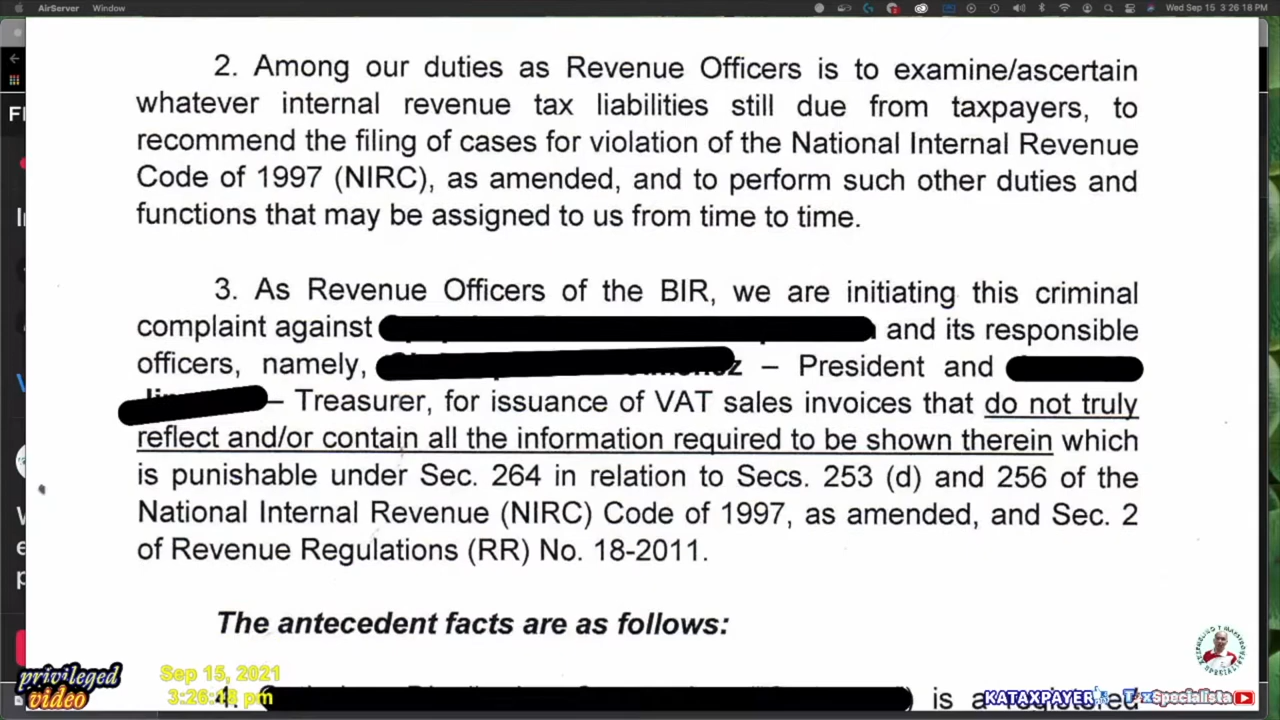 AirServer Window
Wed Sep 15 3:26:18 PM
2. Among our duties as Revenue Officers is to examine/ascertain
whatever internal revenue tax liabilities still due from taxpayers, to
recommend the filing of cases for violation of the National Internal Revenue
Code of 1997 (NIRC), as amended, and to perform such other duties and
functions that may be assigned to us from time to time.
3. As Revenue Officers of the BIR, we are initiating this criminal
complaint against and its responsible
officers, namely, – President and
– Treasurer, for issuance of VAT sales invoices that do not truly
reflect and/or contain all the information required to be shown therein which
is punishable under Sec. 264 in relation to Secs. 253 (d) and 256 of the
National Internal Revenue (NIRC) Code of 1997, as amended, and Sec. 2
of Revenue Regulations (RR) No. 18-2011.
The antecedent facts are as follows:
4. is a registered
privileged
video
Sep 15, 2021
3:26:18 pm
KATAXPAYER
TaxSpecialista